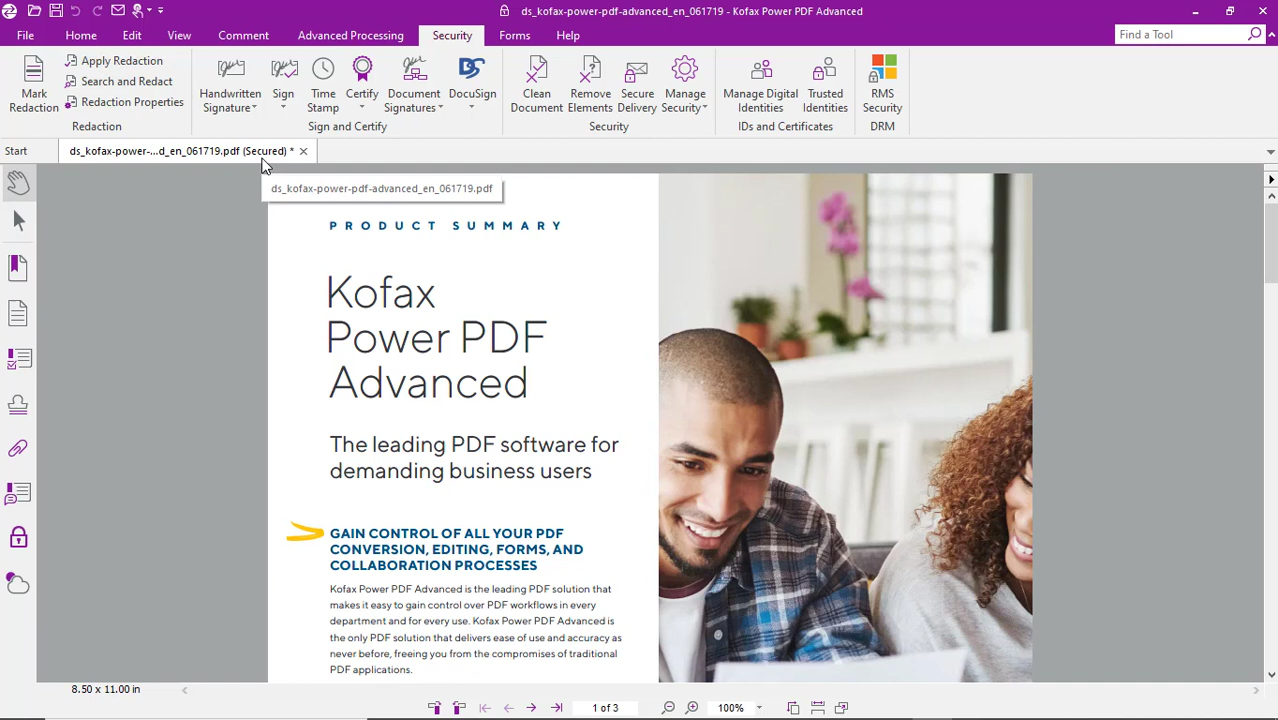 ds_kofax-power-pdf-advanced_en_061719 - Kofax Power PDF Advanced
File Home Edit View Comment Advanced Processing Security Forms Help Find a Tool
Mark Redaction
Apply Redaction
Search and Redact
Redaction Properties
Redaction
Handwritten Signature
Sign
Time Stamp
Certify
Document Signatures
DocuSign
Sign and Certify
Clean Document
Remove Elements
Secure Delivery
Manage Security
Security
Manage Digital Identities
Trusted Identities
IDs and Certificates
RMS Security
DRM
Start ds_kofax-power-...d_en_061719.pdf (Secured) *
ds_kofax-power-pdf-advanced_en_061719.pdf
PRODUCT SUMMARY
Kofax
Power PDF
Advanced
The leading PDF software for
demanding business users
GAIN CONTROL OF ALL YOUR PDF
CONVERSION, EDITING, FORMS, AND
COLLABORATION PROCESSES
Kofax Power PDF Advanced is the leading PDF solution that
makes it easy to gain control over PDF workflows in every
department and for every use. Kofax Power PDF Advanced is
the only PDF solution that delivers ease of use and accuracy as
never before, freeing you from the compromises of traditional
PDF applications.
8.50 x 11.00 in
1 of 3 100%